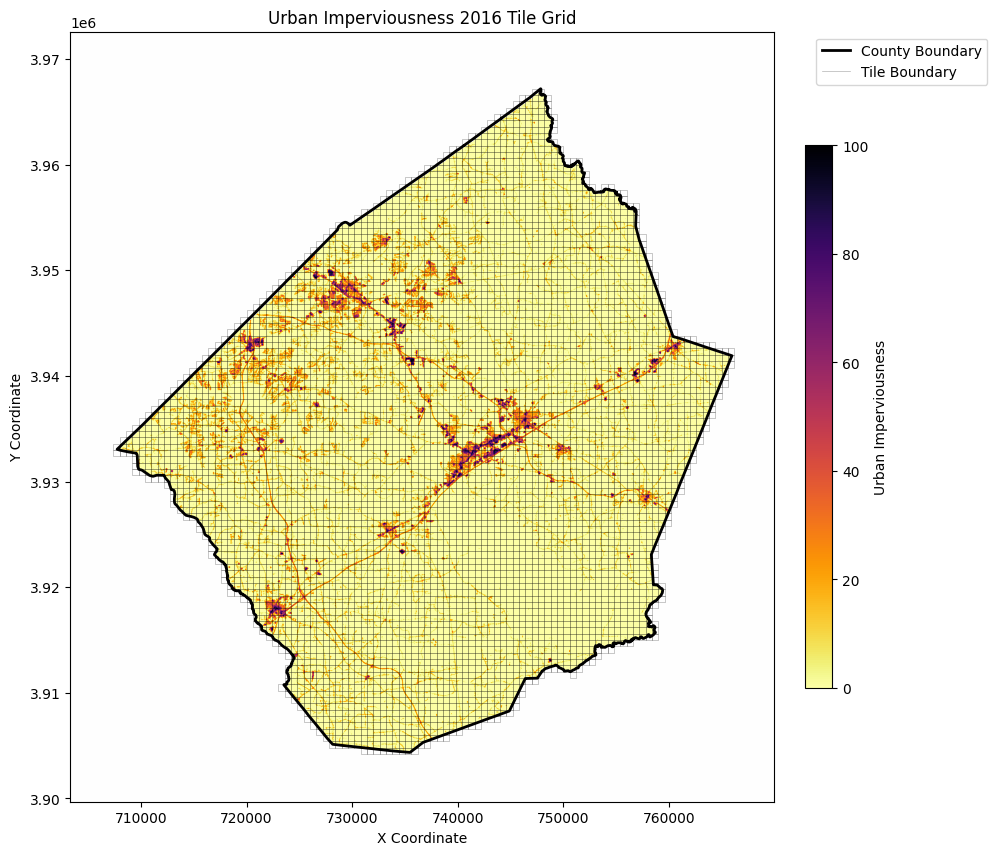 Urban Imperviousness 2016 Tile Grid
1e6
County Boundary
Tile Boundary
3.97
3.96
3.95
3.94
3.93
3.92
3.91
3.90
Y Coordinate
710000 720000 730000 740000 750000 760000
X Coordinate
100
80
60
40
20
0
Urban Imperviousness